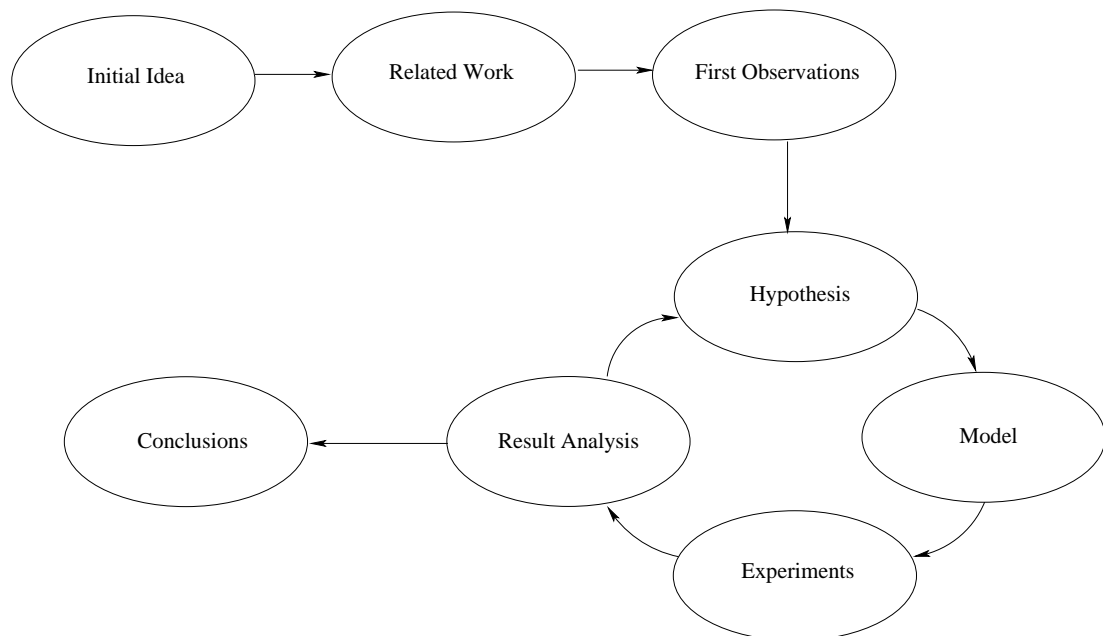 Initial Idea
Related Work
First Observations
Hypothesis
Model
Experiments
Result Analysis
Conclusions